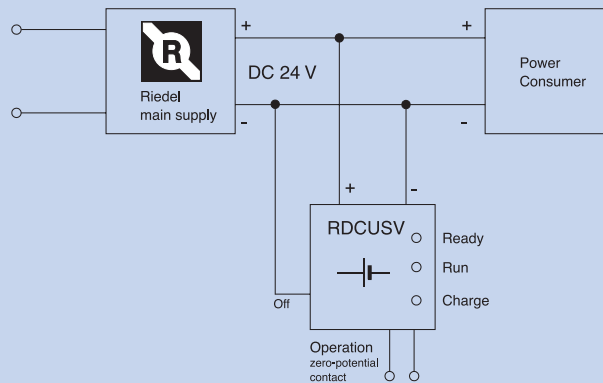 R
Riedel
main supply
+
DC 24 V
-
+
Power
Consumer
-
+
-
RDCUSV
Ready
Run
Charge
Off
Operation
zero-potential
contact